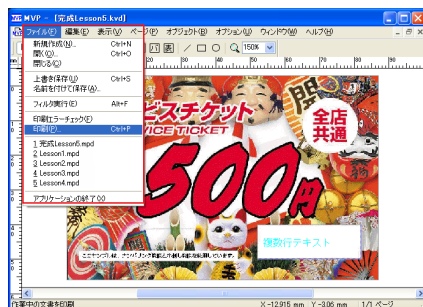 MVP - [完成Lesson5.kvd]
ファイル(F) 編集(E) 表示(V) ページ(P) オブジェクト(B) オプション(U) ウィンドウ(W) ヘルプ(H)
新規作成(N)... Ctrl+N
開く(O)... Ctrl+O
閉じる(C)
上書き保存(U) Ctrl+S
名前を付けて保存(A)...
フィルタ実行(E) Alt+F
印刷エラーチェック(F)
印刷(P)... Ctrl+P
1 完成Lesson5.mpd
2 Lesson1.mpd
3 Lesson2.mpd
4 Lesson3.mpd
5 Lesson4.mpd
アプリケーションの終了(X)
150%
20 30 40 50 60 70 80 90
ビスチケット
VICE TICKET
全店
共通
500円
複数行テキスト
作業中の文書を印刷
X -12.915 mm Y -3.06 mm 1/1 ページ